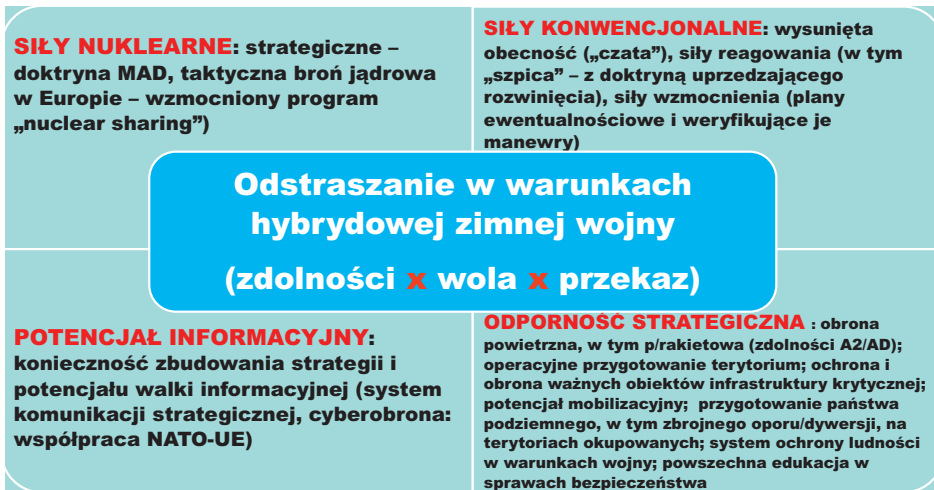 SIŁY NUKLEARNE: strategiczne –
doktryna MAD, taktyczna broń jądrowa
w Europie – wzmocniony program
„nuclear sharing”)
SIŁY KONWENCJONALNE: wysunięta
obecność („czata”), siły reagowania (w tym
„szpica” – z doktryną uprzedzającego
rozwinięcia), siły wzmocnienia (plany
ewentualnościowe i weryfikujące je
manewry)
Odstraszanie w warunkach
hybrydowej zimnej wojny
(zdolności x wola x przekaz)
POTENCJAŁ INFORMACYJNY:
konieczność zbudowania strategii i
potencjału walki informacyjnej (system
komunikacji strategicznej, cyberobrona:
współpraca NATO-UE)
ODPORNOŚĆ STRATEGICZNA : obrona
powietrzna, w tym p/rakietowa (zdolności A2/AD);
operacyjne przygotowanie terytorium; ochrona i
obrona ważnych obiektów infrastruktury krytycznej;
potencjał mobilizacyjny; przygotowanie państwa
podziemnego, w tym zbrojnego oporu/dywersji, na
terytoriach okupowanych; system ochrony ludności
w warunkach wojny; powszechna edukacja w
sprawach bezpieczeństwa